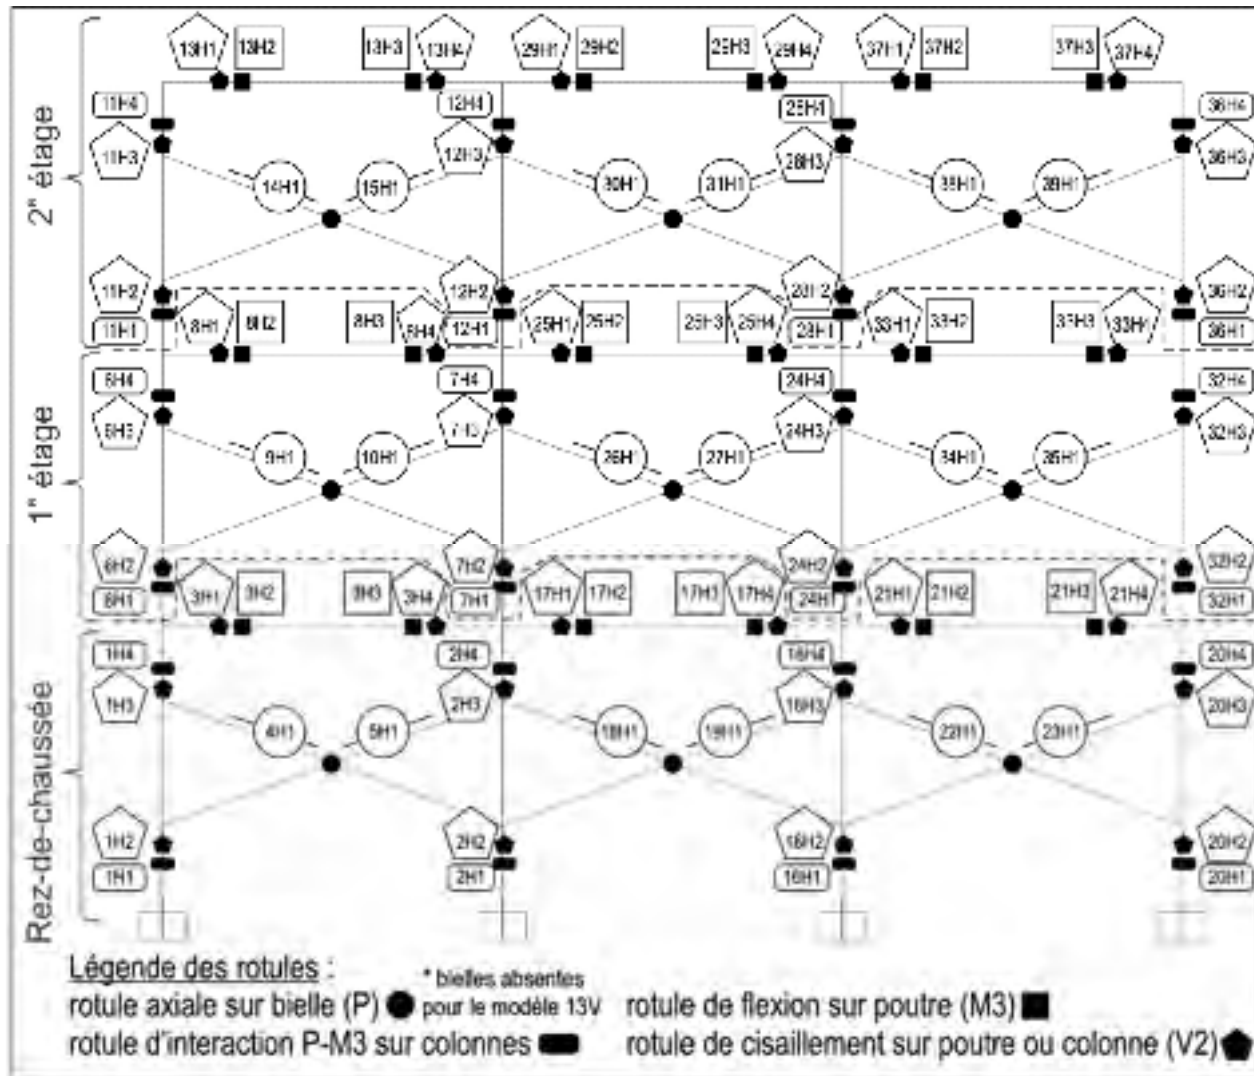 13H1 13H2 13H3 13H4 29H1 29H2 29H3 29H4 37H1 37H2 37H3 37H4
11H4 12H4 28H4 36H4
11H3 12H3 28H3 36H3
14H1 15H1 30H1 31H1 38H1 39H1
2e étage
11H2 12H2 28H2 36H2
11H1 8H1 8H2 8H3 8H4 12H1 25H1 25H2 25H3 25H4 28H1 33H1 33H2 33H3 33H4 36H1
6H4 7H4 24H4 32H4
6H3 7H3 24H3 32H3
9H1 10H1 26H1 27H1 34H1 35H1
1e étage
6H2 7H2 24H2 32H2
6H1 3H1 3H2 3H3 3H4 7H1 17H1 17H2 17H3 17H4 24H1 21H1 21H2 21H3 21H4 32H1
1H4 2H4 16H4 20H4
1H3 2H3 16H3 20H3
4H1 5H1 18H1 19H1 22H1 23H1
Rez-de-chaussée
1H2 2H2 16H2 20H2
1H1 2H1 16H1 20H1
Légende des rotules :
rotule axiale sur bielle (P)
* bielles absentes
pour le modèle 13V
rotule de flexion sur poutre (M3)
rotule d'interaction P-M3 sur colonnes
rotule de cisaillement sur poutre ou colonne (V2)